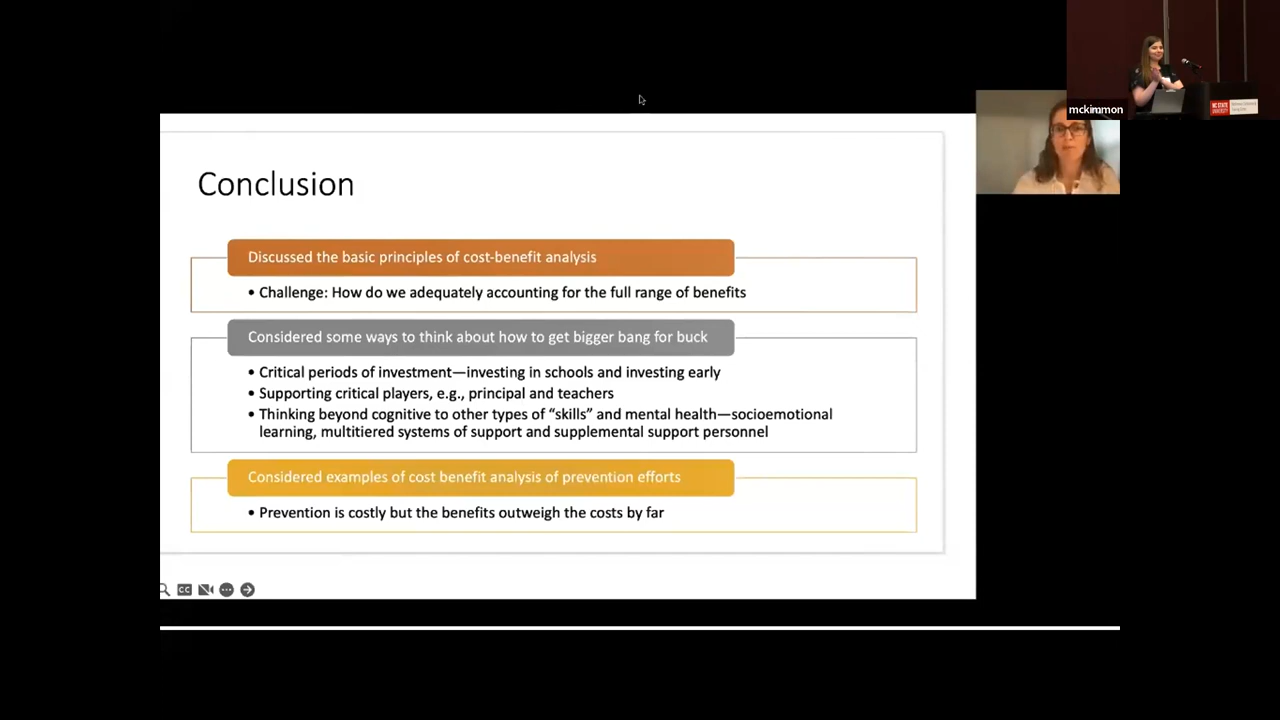 mckimmon
NC STATE
UNIVERSITY
Conclusion
Discussed the basic principles of cost-benefit analysis
• Challenge: How do we adequately accounting for the full range of benefits
Considered some ways to think about how to get bigger bang for buck
• Critical periods of investment—investing in schools and investing early
• Supporting critical players, e.g., principal and teachers
• Thinking beyond cognitive to other types of “skills” and mental health—socioemotional
learning, multitiered systems of support and supplemental support personnel
Considered examples of cost benefit analysis of prevention efforts
• Prevention is costly but the benefits outweigh the costs by far
CC